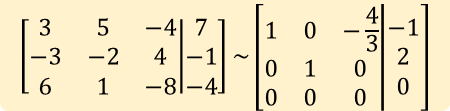 [3 5 −4 | 7] ~ [1 0 −4/3 | −1]
[−3 −2 4 | −1] [0 1 0 | 2]
[6 1 −8 | −4] [0 0 0 | 0]